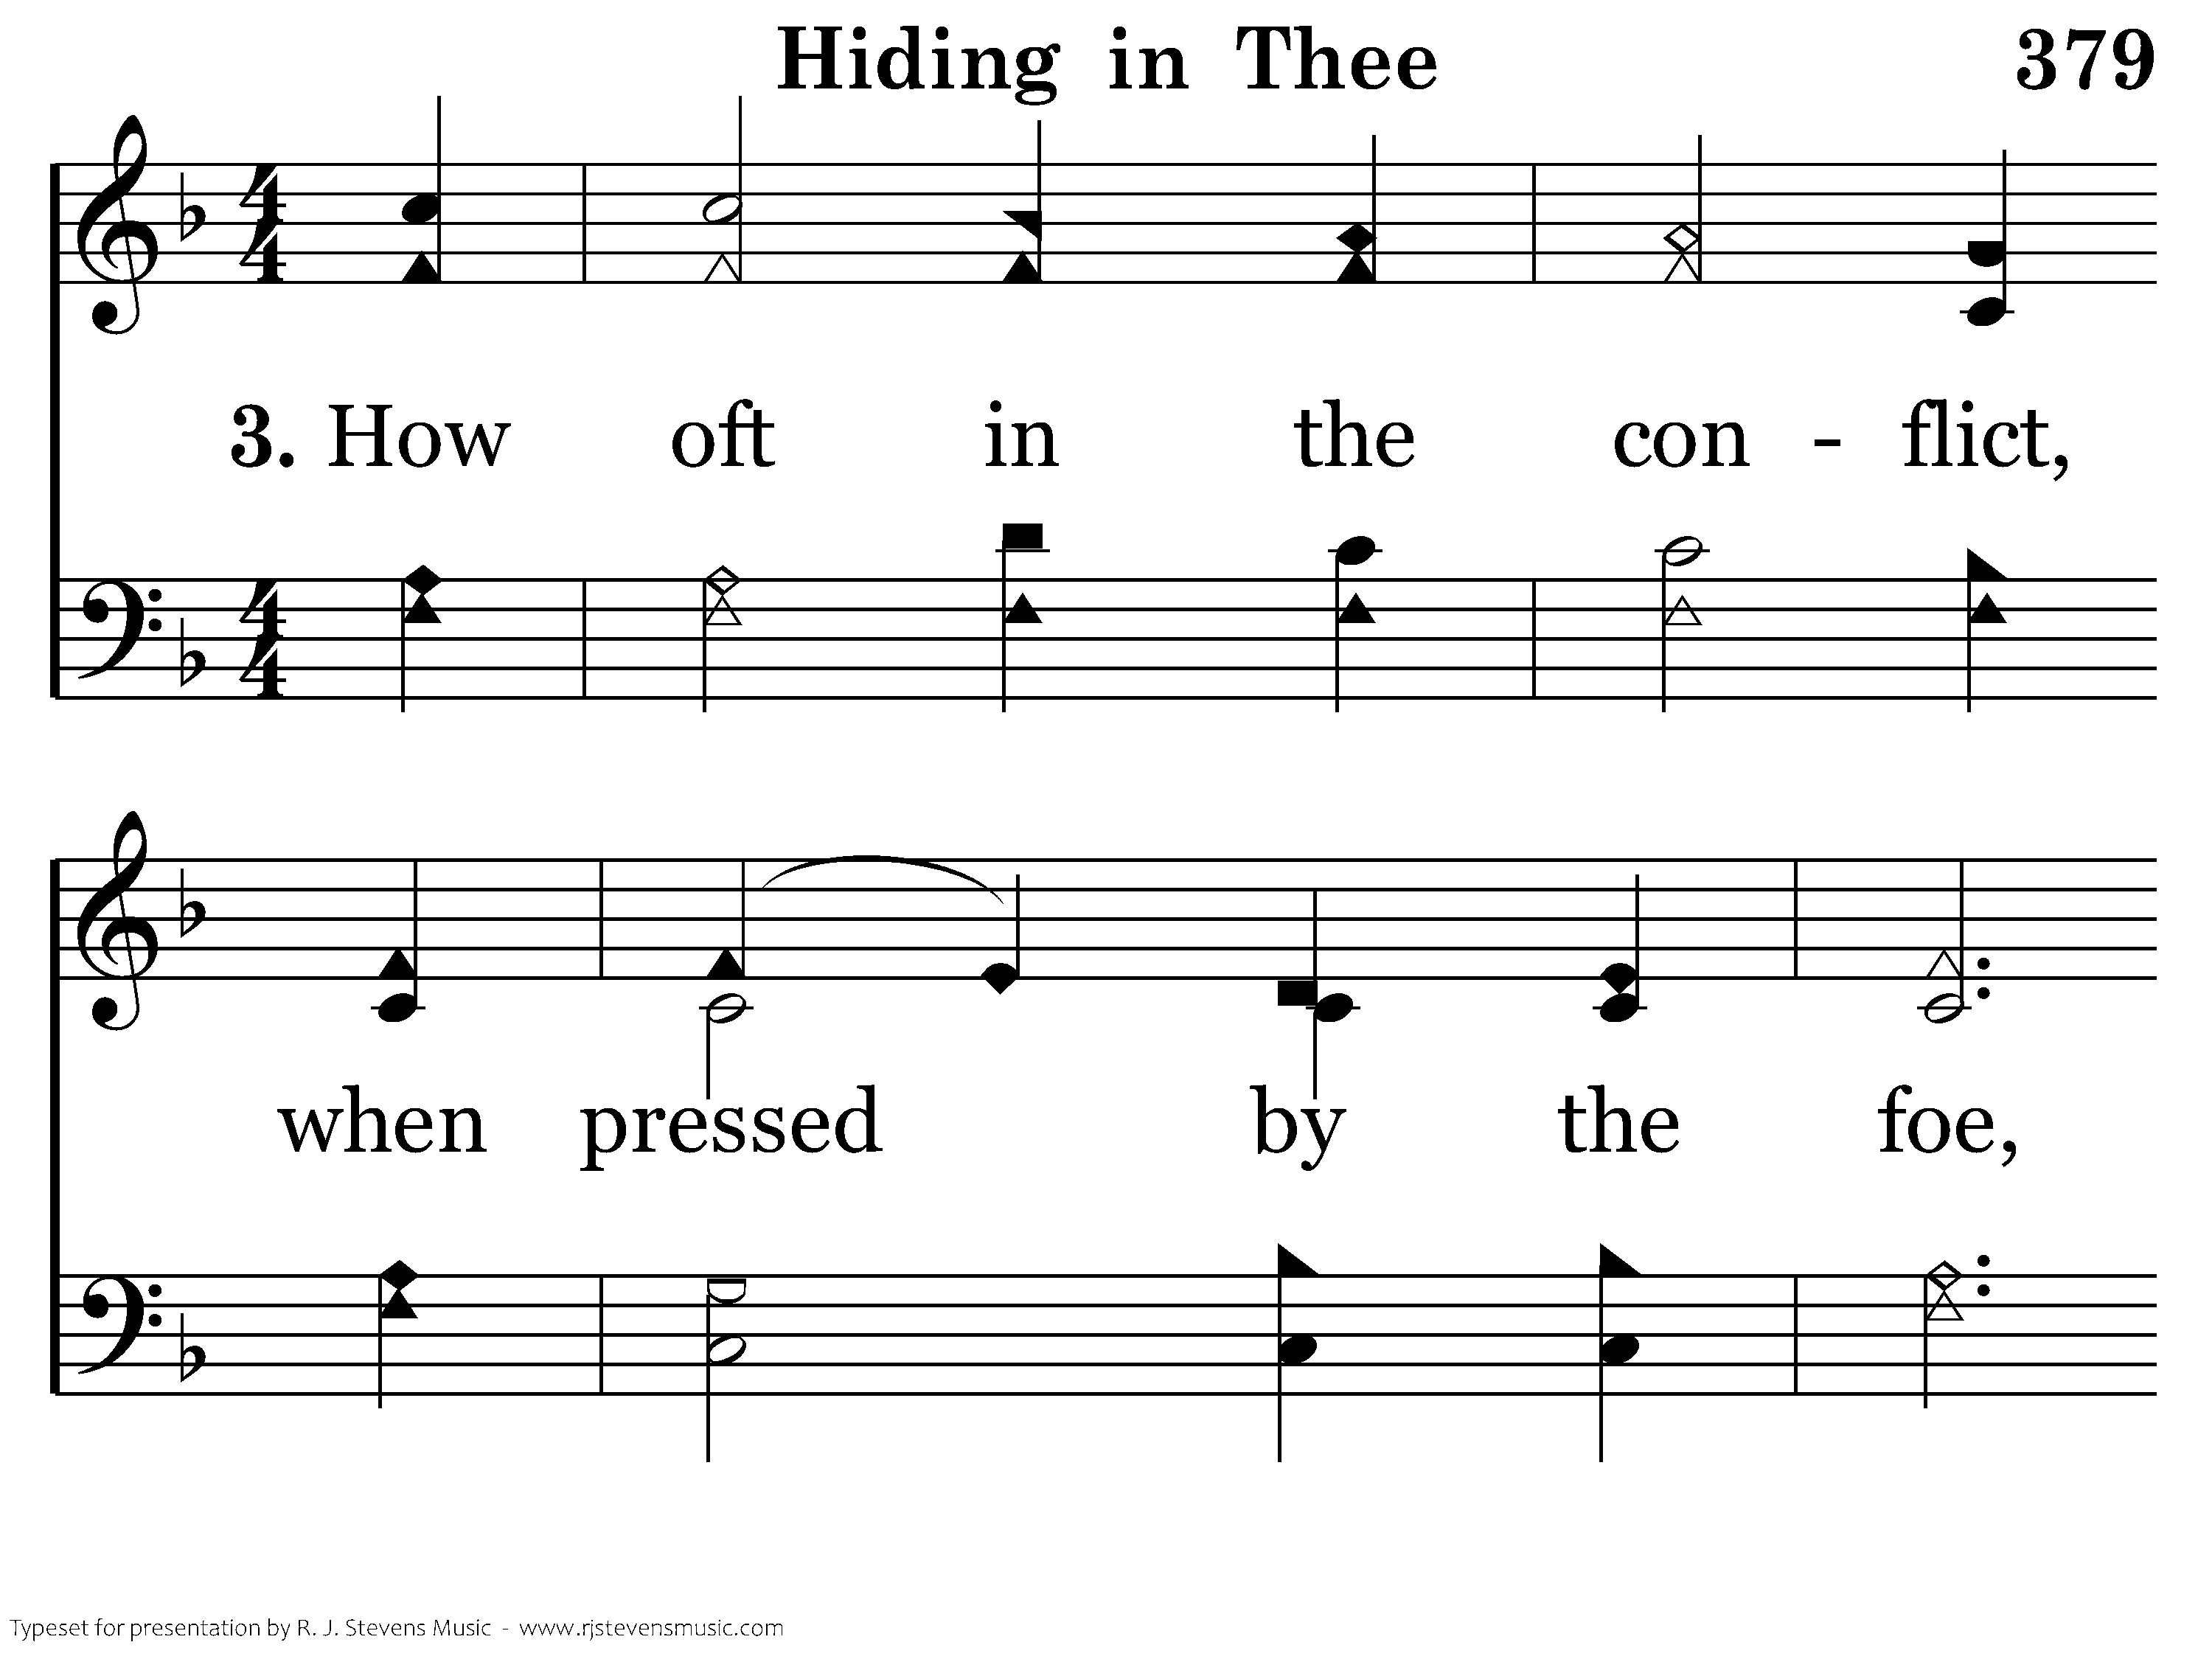 Hiding in Thee 379
3. How oft in the con - flict,
when pressed by the foe,
Typeset for presentation by R. J. Stevens Music - www.rjstevensmusic.com